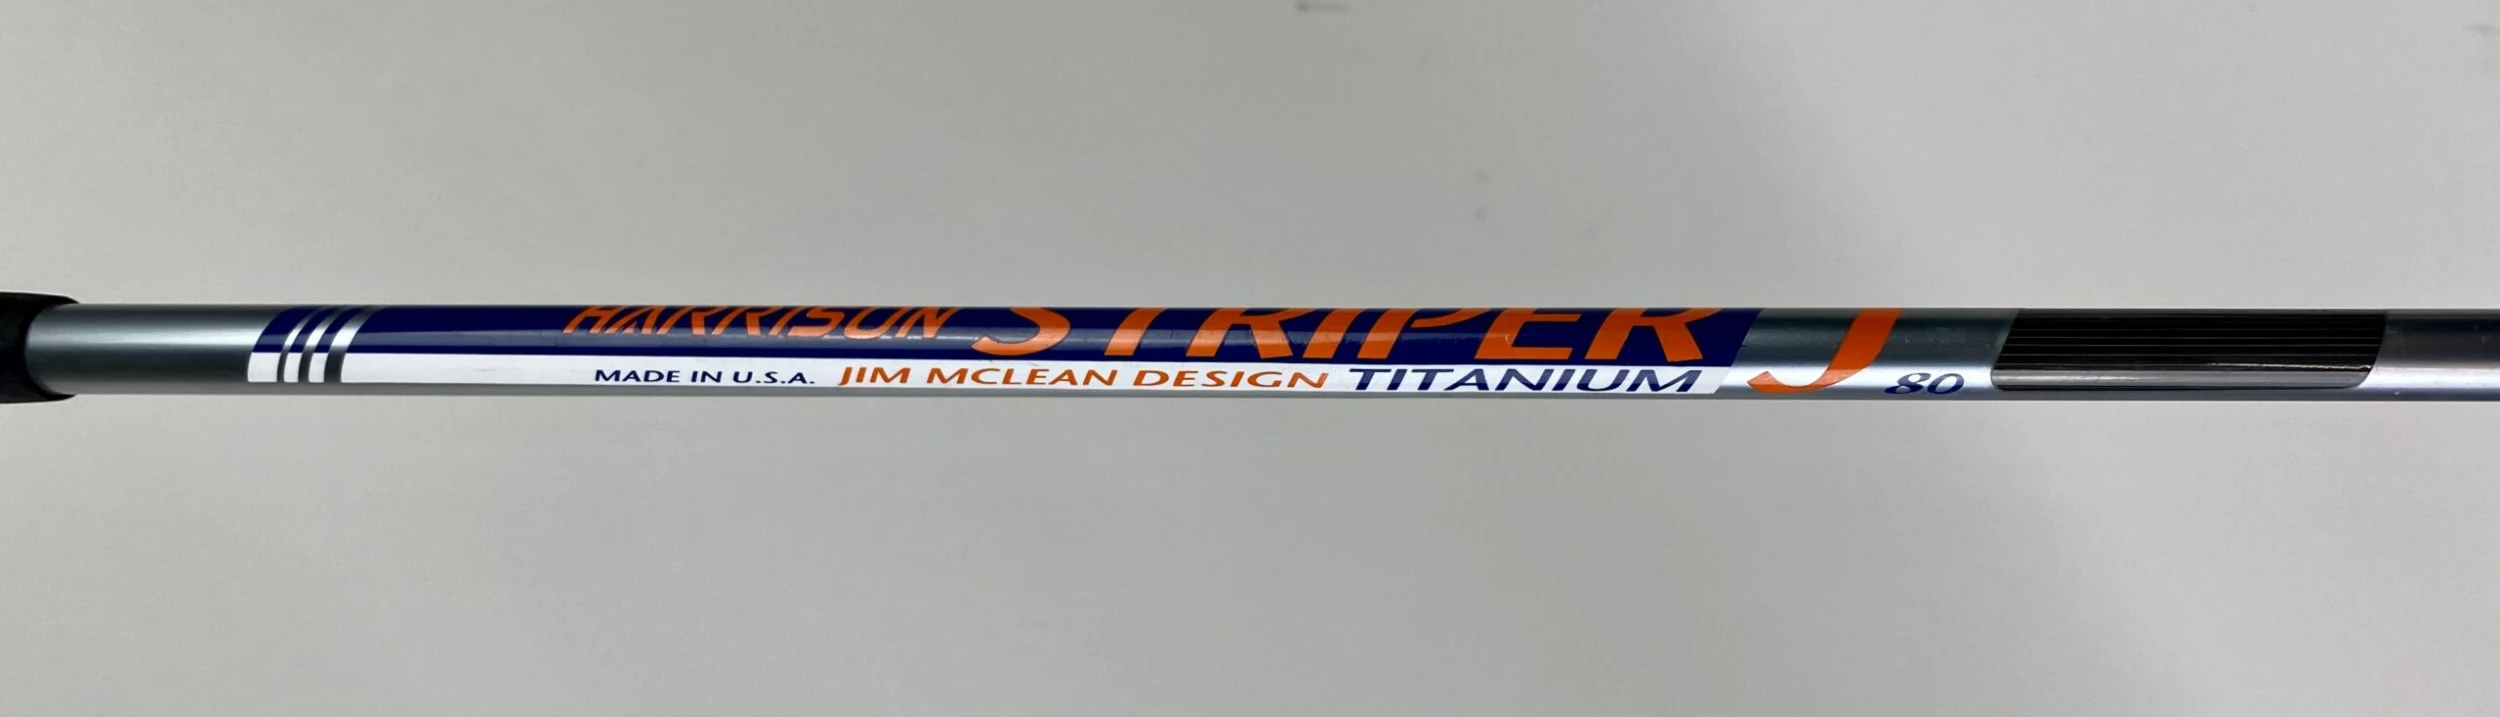 HARRISON STRIPER J 80
MADE IN U.S.A. JIM MCLEAN DESIGN TITANIUM